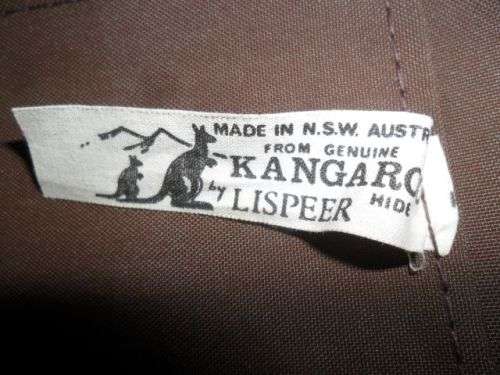 MADE IN N.S.W. AUSTR
FROM GENUINE
KANGARO
by LISPEER HIDE